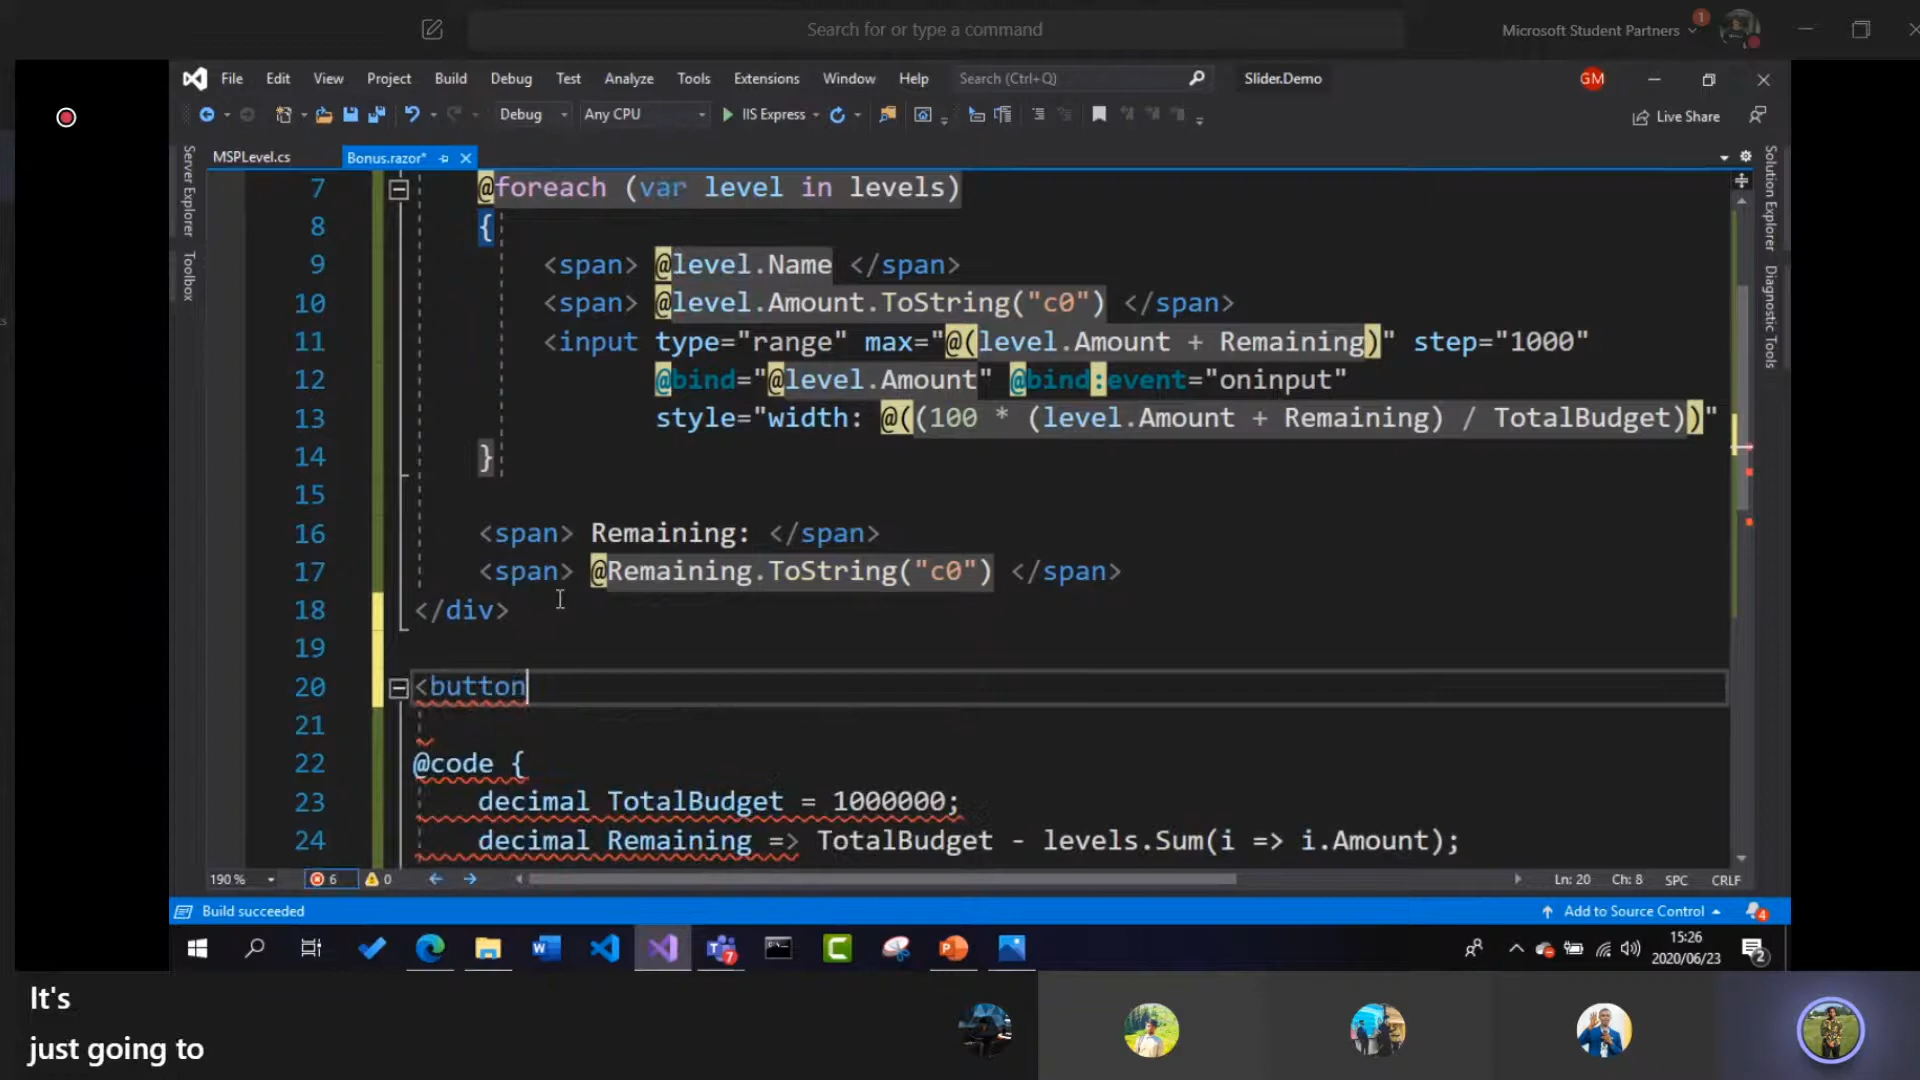 Search for or type a command
Microsoft Student Partners
1
File Edit View Project Build Debug Test Analyze Tools Extensions Window Help Search (Ctrl+Q) Slider.Demo GM
Debug Any CPU IIS Express Live Share
MSPLevel.cs Bonus.razor*
Server Explorer
Toolbox
Solution Explorer
Diagnostic Tools
7 @foreach (var level in levels)
8 {
9 <span> @level.Name </span>
10 <span> @level.Amount.ToString("c0") </span>
11 <input type="range" max="@(level.Amount + Remaining)" step="1000"
12 @bind="@level.Amount" @bind:event="oninput"
13 style="width: @((100 * (level.Amount + Remaining) / TotalBudget))"
14 }
15
16 <span> Remaining: </span>
17 <span> @Remaining.ToString("c0") </span>
18 </div>
19
20 <button
21
22 @code {
23 decimal TotalBudget = 1000000;
24 decimal Remaining => TotalBudget - levels.Sum(i => i.Amount);
190 % 6 0 Ln: 20 Ch: 8 SPC CRLF
Build succeeded Add to Source Control 4
7
15:26
2020/06/23
2
It's
just going to